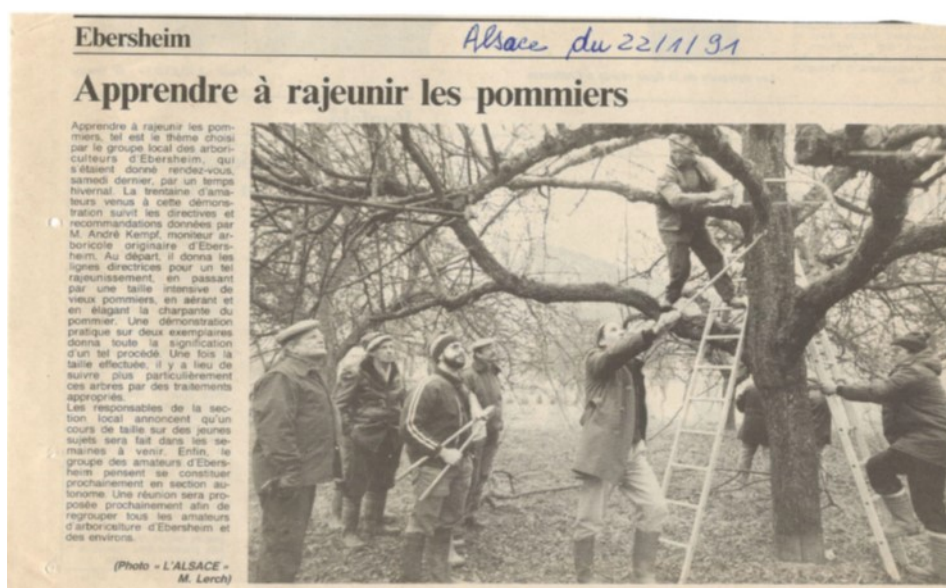 Ebersheim
Alsace du 22/1/91
Apprendre à rajeunir les pommiers
Apprendre à rajeunir les pom-
miers, tel est le thème choisi
par le groupe local des arbori-
culteurs d'Ebersheim, qui
s'étaient donné rendez-vous,
samedi dernier, par un temps
hivernal. La trentaine d'ama-
teurs venus à cette démons-
tration suivit les directives et
recommandations données par
M. André Kempf, moniteur ar-
boricole originaire d'Ebers-
heim. Au départ, il donna les
lignes directrices pour un tel
rajeunissement, en passant
par une taille intensive de
vieux pommiers, en aérant et
en élagant la charpante du
pommier. Une démonstration
pratique sur deux exemplaires
donna toute la signification
d'un tel procédé. Une fois la
taille effectuée, il y a lieu de
suivre plus particulièrement
ces arbres par des traitements
appropriés.
Les responsables de la sec-
tion local annoncent qu'un
cours de taille sur des jeunes
sujets sera fait dans les se-
maines à venir. Enfin, le
groupe des amateurs d'Ebers-
heim pensent se constituer
prochainement en section au-
tonome. Une réunion sera pro-
posée prochainement afin de
regrouper tous les amateurs
d'arboriculture d'Ebersheim et
des environs.
(Photo « L'ALSACE »
M. Lerch)